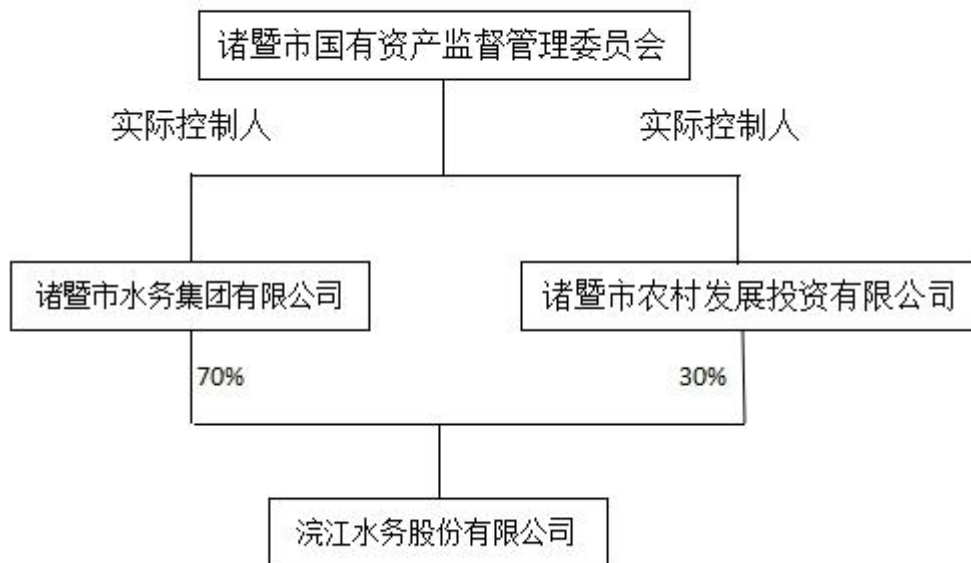 诸暨市国有资产监督管理委员会
实际控制人
实际控制人
诸暨市水务集团有限公司
诸暨市农村发展投资有限公司
70%
30%
浣江水务股份有限公司